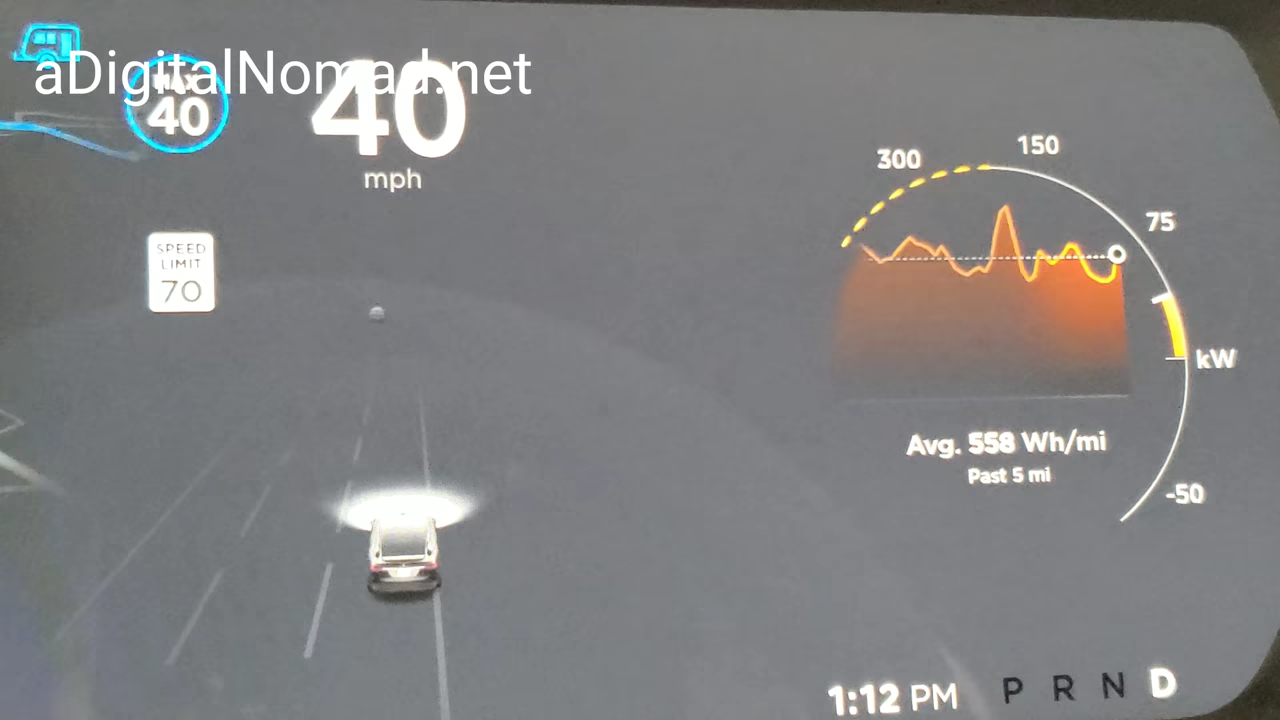 aDigitalNomad.net
MAX
40
40
mph
SPEED
LIMIT
70
300
150
75
kW
-50
Avg. 558 Wh/mi
Past 5 mi
1:12 PM
P R N D